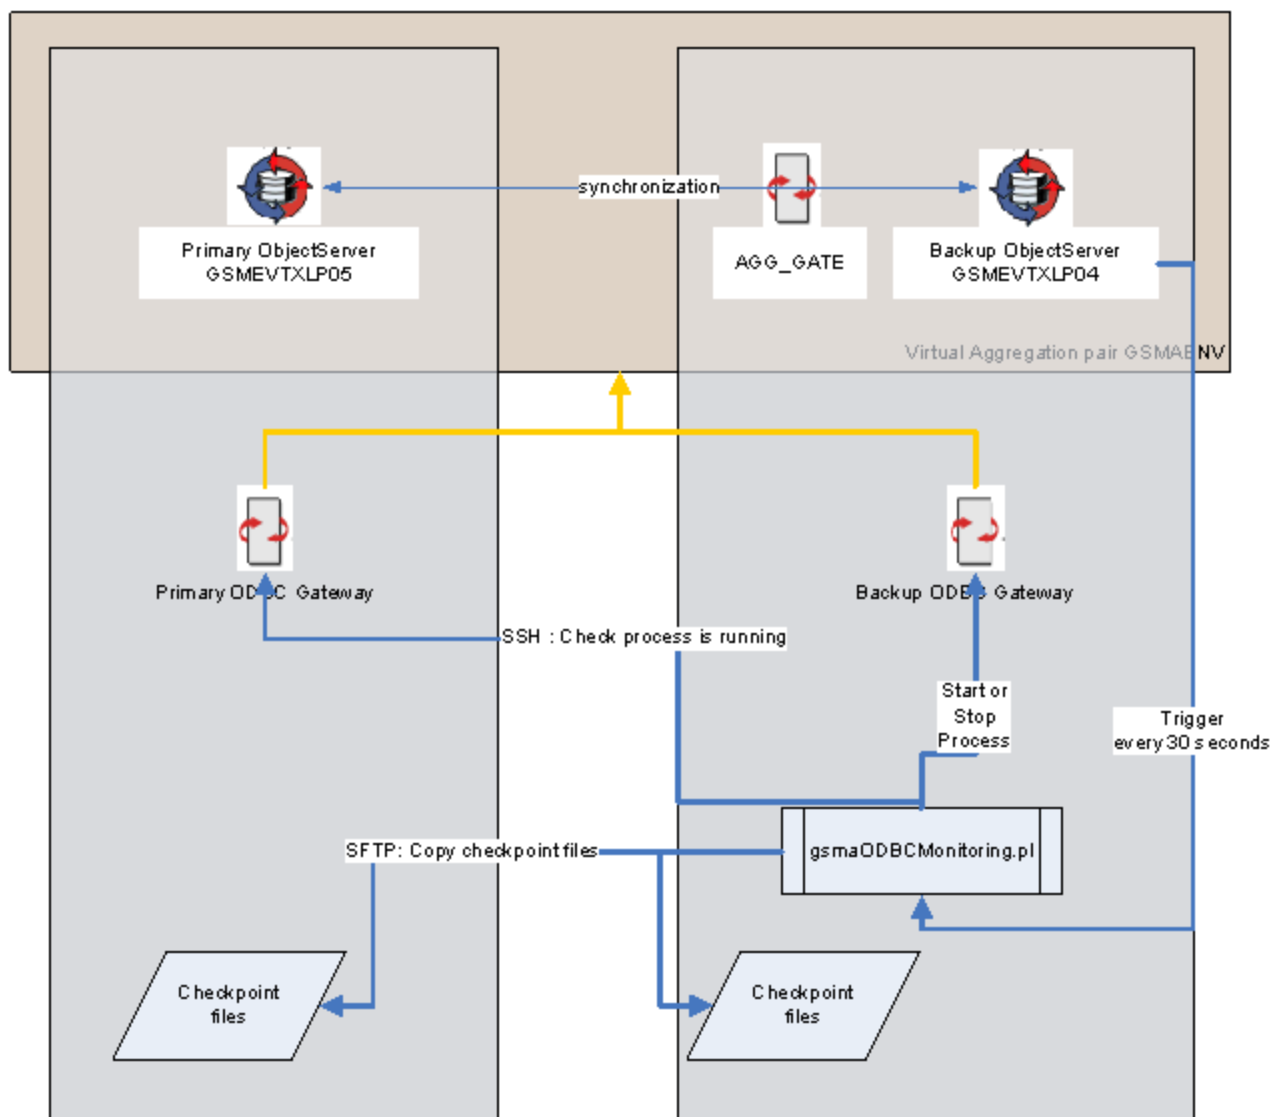 synchronization
Primary ObjectServer
GSMEVTXLP05
AGG_GATE
Backup ObjectServer
GSMEVTXLP04
Virtual Aggregation pair GSMAENV
Primary ODBC Gateway
Backup ODBC Gateway
SSH : Check process is running
Start or
Stop
Process
Trigger
every 30 seconds
SFTP: Copy checkpoint files
gsmaODBCMonitoring.pl
Checkpoint
files
Checkpoint
files